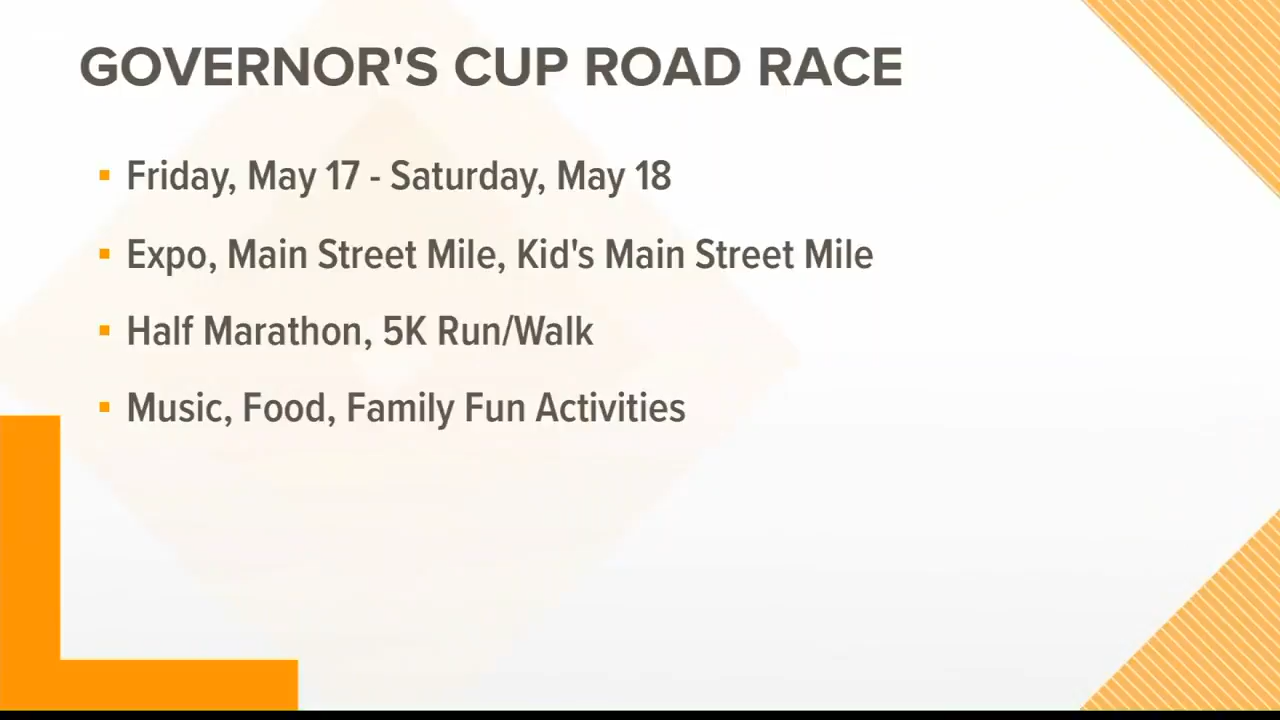 GOVERNOR'S CUP ROAD RACE
▪ Friday, May 17 - Saturday, May 18
▪ Expo, Main Street Mile, Kid's Main Street Mile
▪ Half Marathon, 5K Run/Walk
▪ Music, Food, Family Fun Activities